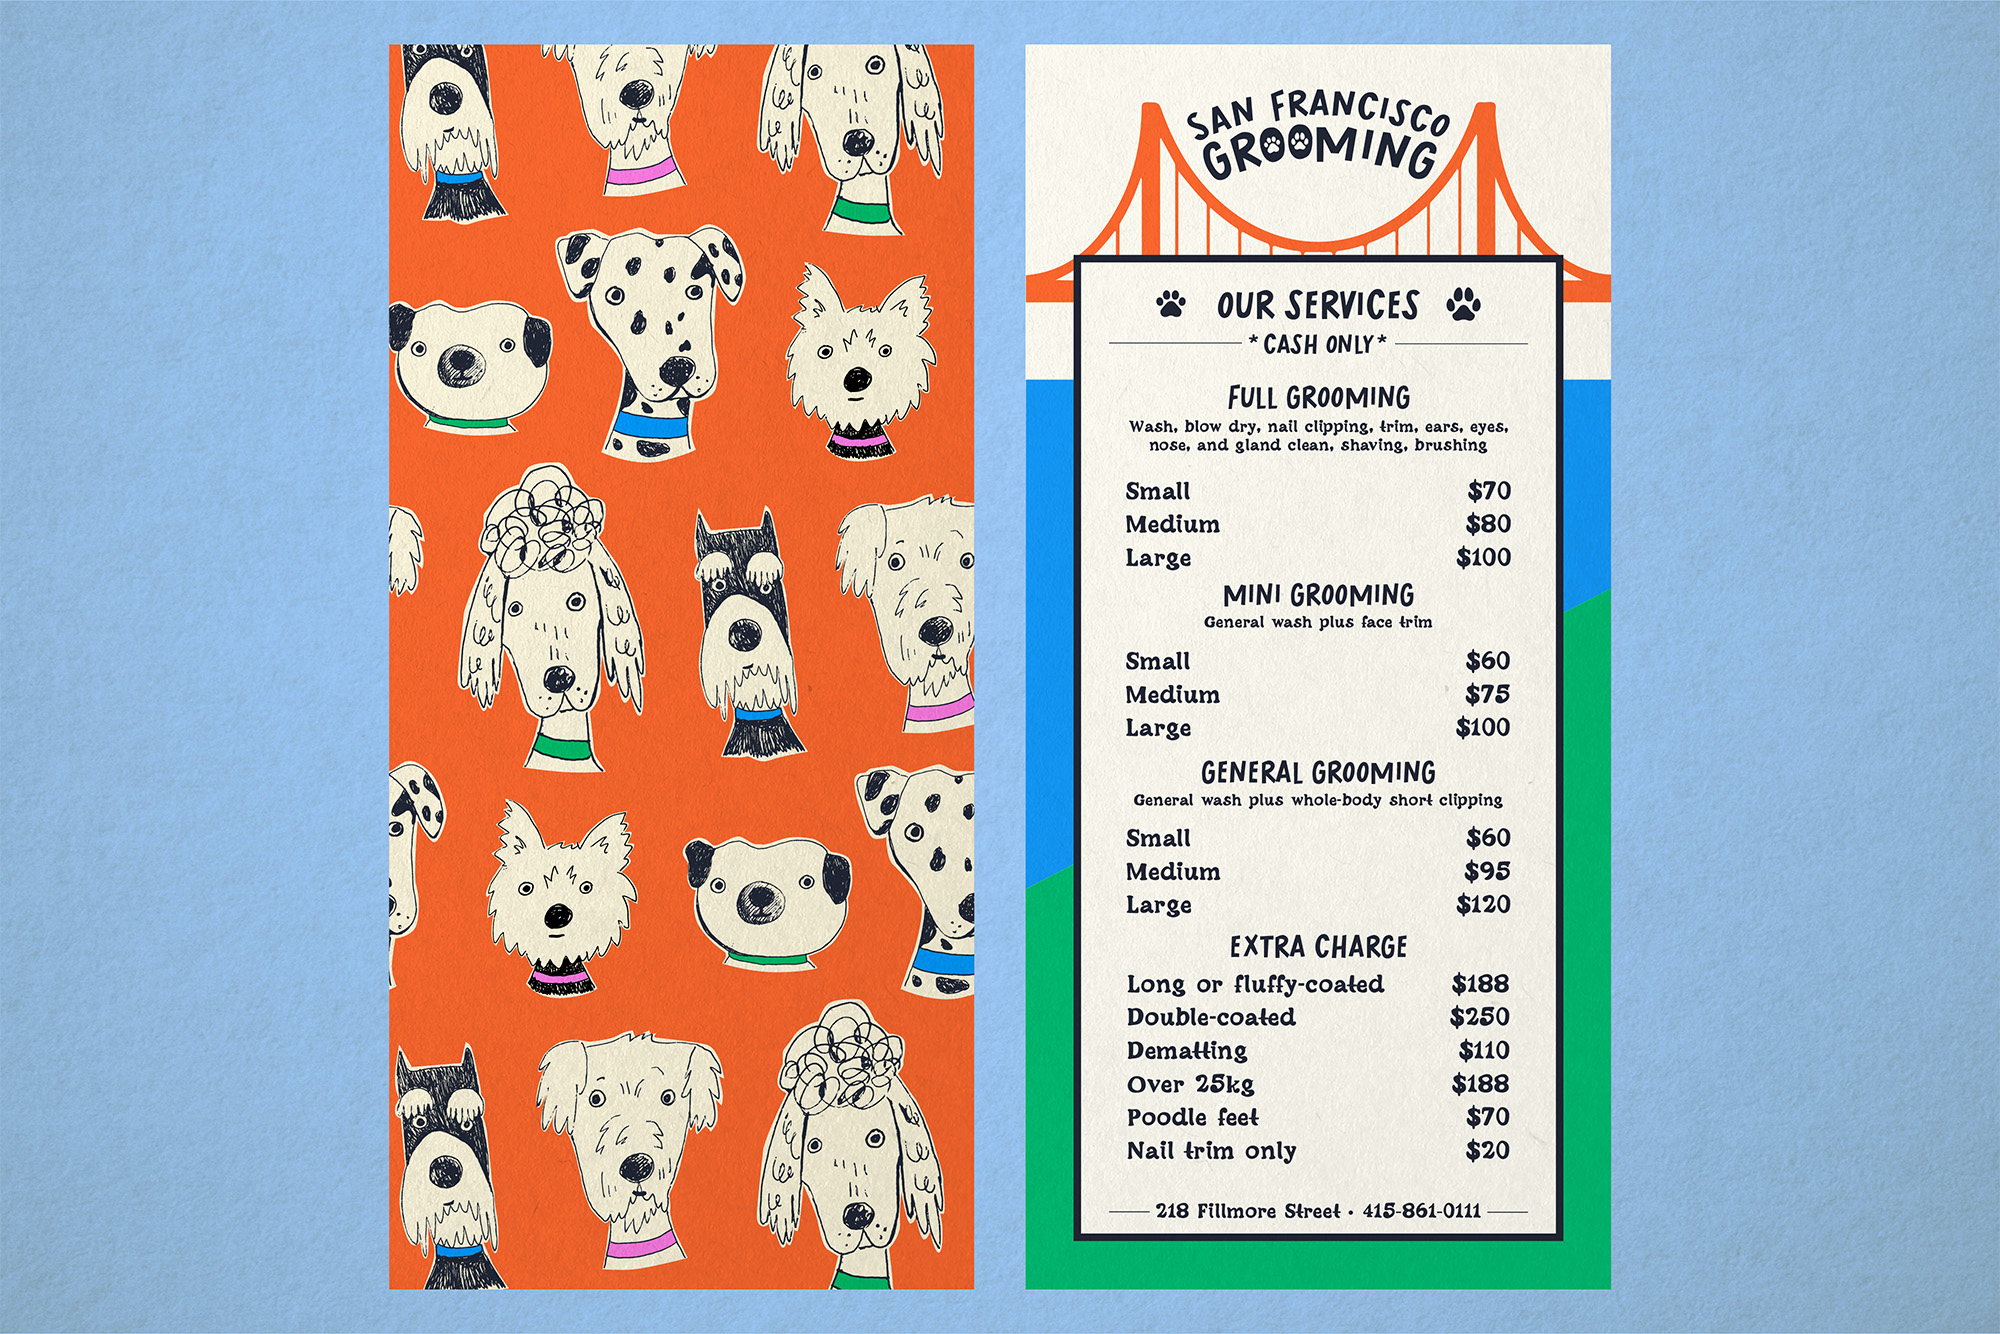 SAN FRANCISCO
GROOMING
OUR SERVICES
*CASH ONLY*
FULL GROOMING
Wash, blow dry, nail clipping, trim, ears, eyes,
nose, and gland clean, shaving, brushing
Small $70
Medium $80
Large $100
MINI GROOMING
General wash plus face trim
Small $60
Medium $75
Large $100
GENERAL GROOMING
General wash plus whole-body short clipping
Small $60
Medium $95
Large $120
EXTRA CHARGE
Long or fluffy-coated $188
Double-coated $250
Dematting $110
Over 25kg $188
Poodle feet $70
Nail trim only $20
218 Fillmore Street • 415-861-0111